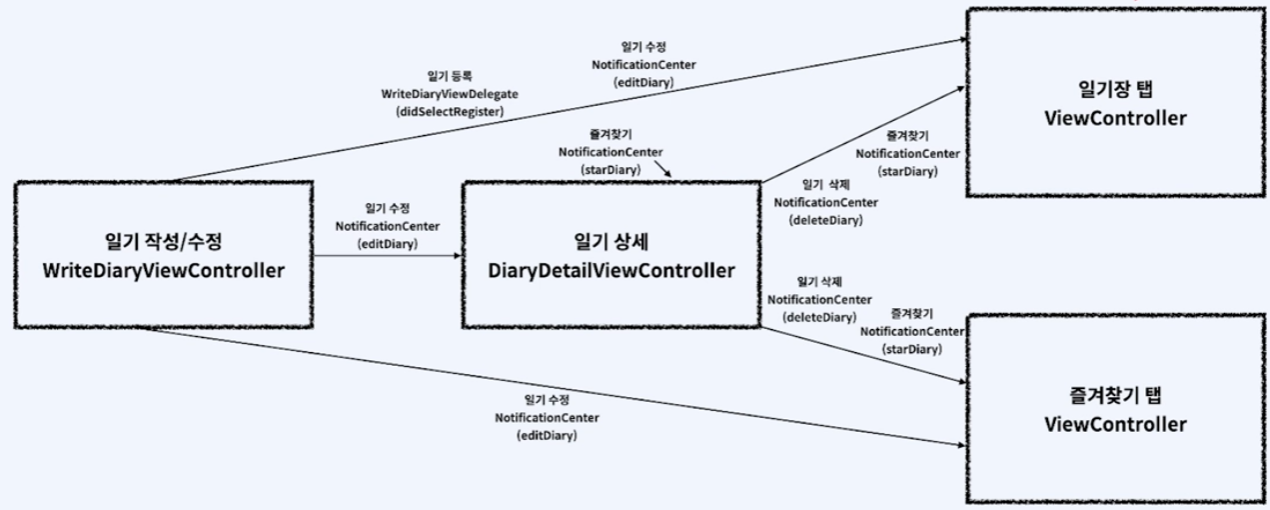 일기 수정
NotificationCenter
(editDiary)
일기 등록
WriteDiaryViewDelegate
(didSelectRegister)
일기장 탭
ViewController
즐겨찾기
NotificationCenter
(starDiary)
즐겨찾기
NotificationCenter
(starDiary)
일기 삭제
NotificationCenter
(deleteDiary)
일기 작성/수정
WriteDiaryViewController
일기 수정
NotificationCenter
(editDiary)
일기 상세
DiaryDetailViewController
일기 삭제
NotificationCenter
(deleteDiary)
즐겨찾기
NotificationCenter
(starDiary)
일기 수정
NotificationCenter
(editDiary)
즐겨찾기 탭
ViewController